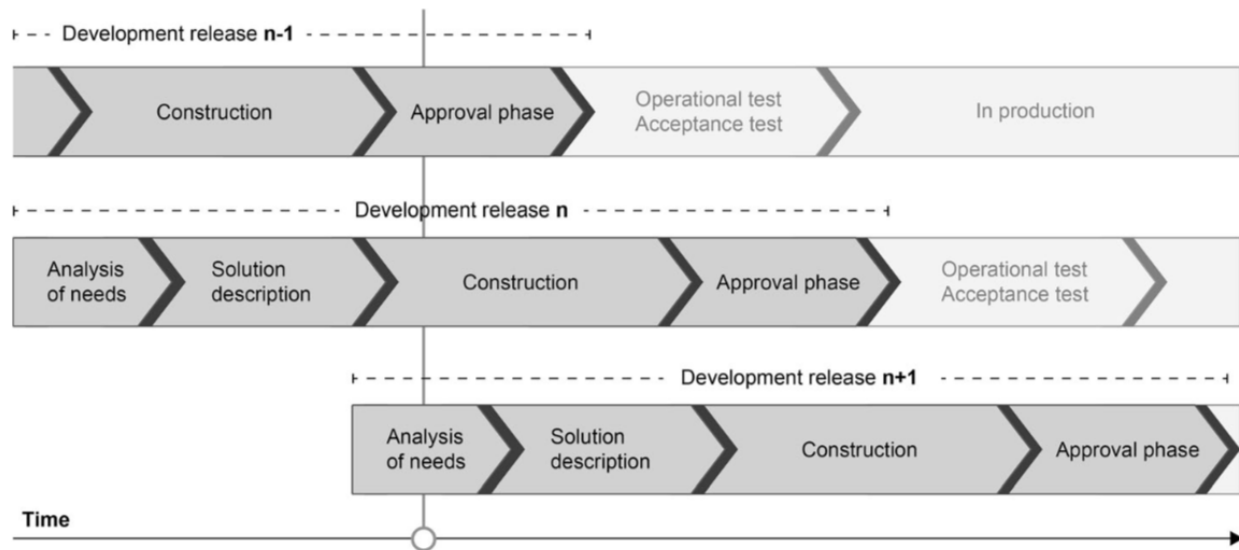 Development release n-1
Construction
Approval phase
Operational test
Acceptance test
In production
Development release n
Analysis
of needs
Solution
description
Construction
Approval phase
Operational test
Acceptance test
Development release n+1
Analysis
of needs
Solution
description
Construction
Approval phase
Time